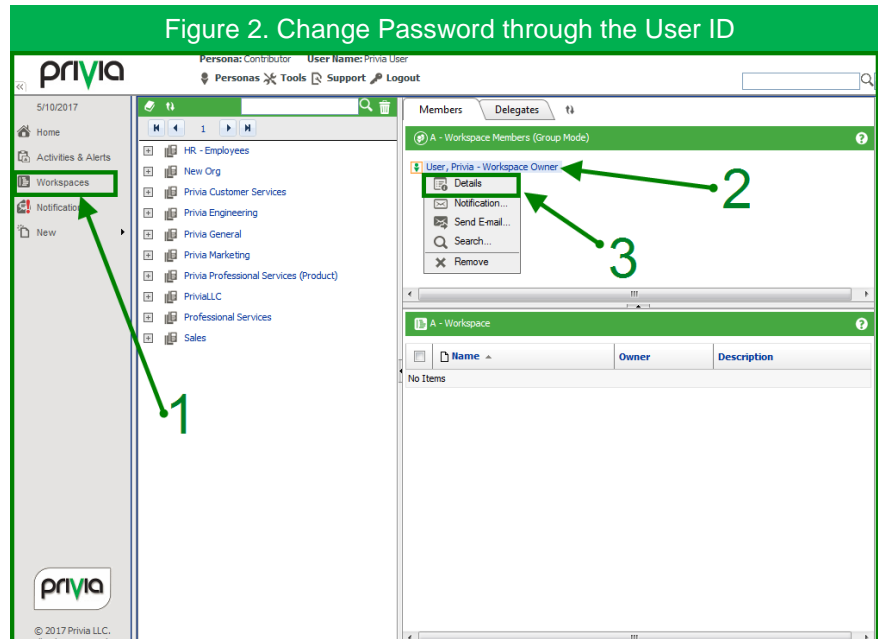 Figure 2. Change Password through the User ID
privia
Persona: Contributor User Name: Privia User
Personas Tools Support Logout
5/10/2017
Home
Activities & Alerts
Workspaces
Notification
New
1
HR - Employees
New Org
Privia Customer Services
Privia Engineering
Privia General
Privia Marketing
Privia Professional Services (Product)
PriviaLLC
Professional Services
Sales
Members Delegates
A - Workspace Members (Group Mode)
User, Privia - Workspace Owner
Details
Notification...
Send E-mail...
Search...
Remove
2
3
1
A - Workspace
Name Owner Description
No Items
privia
© 2017 Privia LLC.